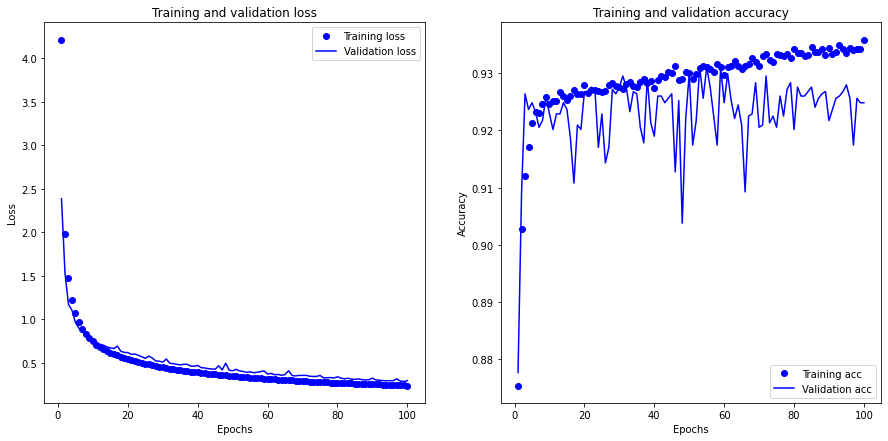 Training and validation loss
Training loss
Validation loss
4.0
3.5
3.0
2.5
2.0
1.5
1.0
0.5
Loss
0 20 40 60 80 100
Epochs
Training and validation accuracy
0.93
0.92
0.91
0.90
0.89
0.88
Accuracy
Training acc
Validation acc
0 20 40 60 80 100
Epochs